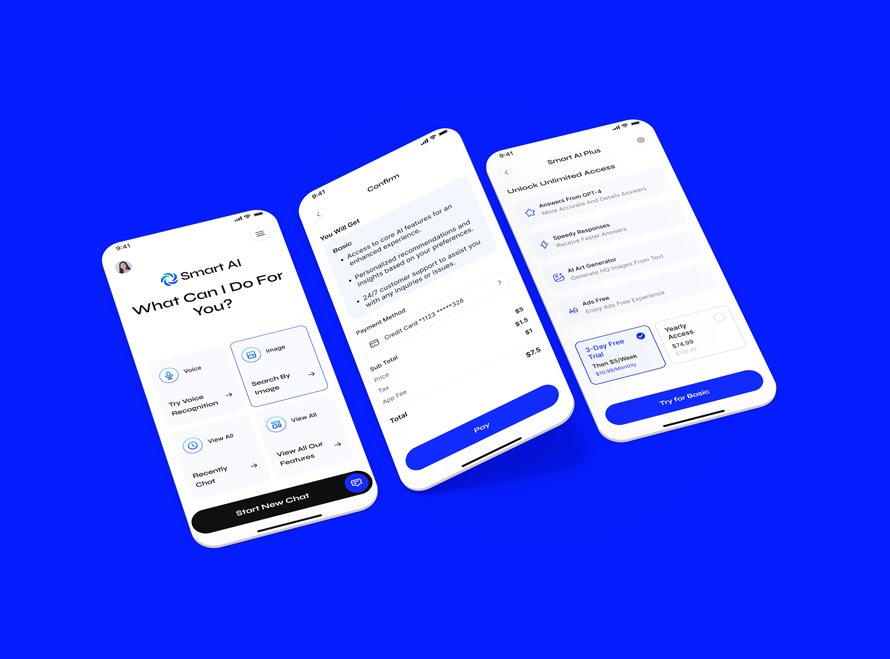 9:41
Smart AI
What Can I Do For
You?
Voice
Try Voice
Recognition
Image
Search By
Image
View All
Recently
Chat
View All
View All Our
Features
Start New Chat
9:41
Confirm
You Will Get
Basic
• Access to core AI features for an
enhanced experience.
• Personalized recommendations and
insights based on your preferences.
• 24/7 customer support to assist you
with any inquiries or issues.
Payment Method
Credit Card *1123 *****328
Sub Total
Price $5
Tax $1.5
App Fee $1
Total $7.5
Pay
9:41
Smart AI Plus
Unlock Unlimited Access
Answers From GPT-4
More Accurate And Details Answers
Speedy Responses
Receive Faster Answers
AI Art Generator
Generate HQ Images From Text
AD
Ads Free
Enjoy Ads Free Experience
3-Day Free
Trial
Then $5/Week
$10.99/Monthly
Yearly
Access
$74.99
Try for Basic